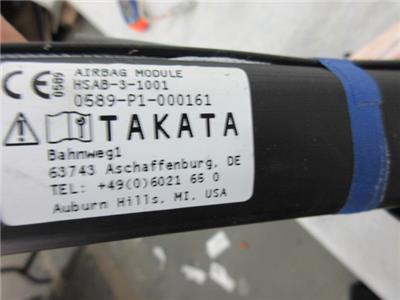 CE 0589
AIRBAG MODULE
HSAB-3-1001
0589-P1-000161
TAKATA
Bahnweg1
63743 Aschaffenburg, DE
TEL: +49(0)6021 65 0
Auburn Hills, MI, USA